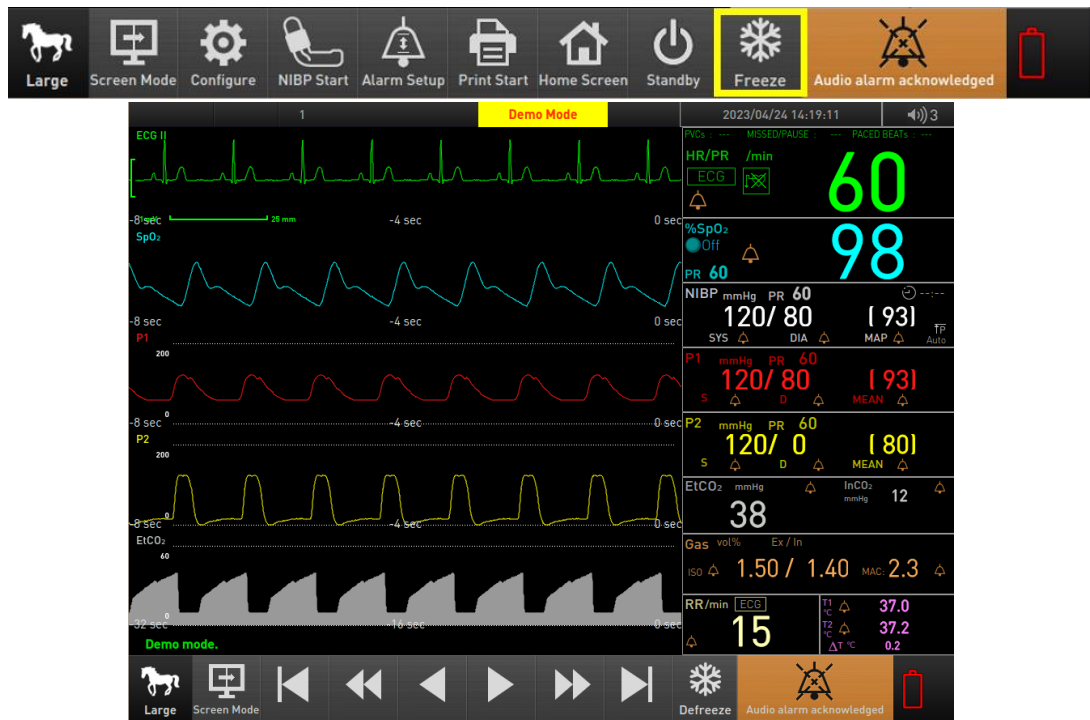 Large Screen Mode Configure NIBP Start Alarm Setup Print Start Home Screen Standby Freeze Audio alarm acknowledged
1 Demo Mode 2023/04/24 14:19:11 3
ECG II
25 mm
-8 sec -4 sec 0 sec
SpO₂
-8 sec -4 sec 0 sec
P1
200
0
-8 sec -4 sec 0 sec
P2
200
0
-8 sec -4 sec 0 sec
EtCO₂
60
0
-32 sec -16 sec 0 sec
Demo mode.
PVCs : --- MISSED/PAUSE : --- PACED BEATs : ---
HR/PR /min
ECG
60
%SpO₂
Off
98
PR 60
NIBP mmHg PR 60 --:--
120/ 80 ( 93)
SYS DIA MAP Auto
P1 mmHg PR 60
120/ 80 ( 93)
S D MEAN
P2 mmHg PR 60
120/ 0 ( 80)
S D MEAN
EtCO₂ mmHg InCO₂
mmHg 12
38
Gas vol% Ex / In
ISO 1.50 / 1.40 MAC: 2.3
RR/min ECG
15
T1 °C 37.0
T2 °C 37.2
ΔT °C 0.2
Large Screen Mode Defreeze Audio alarm acknowledged